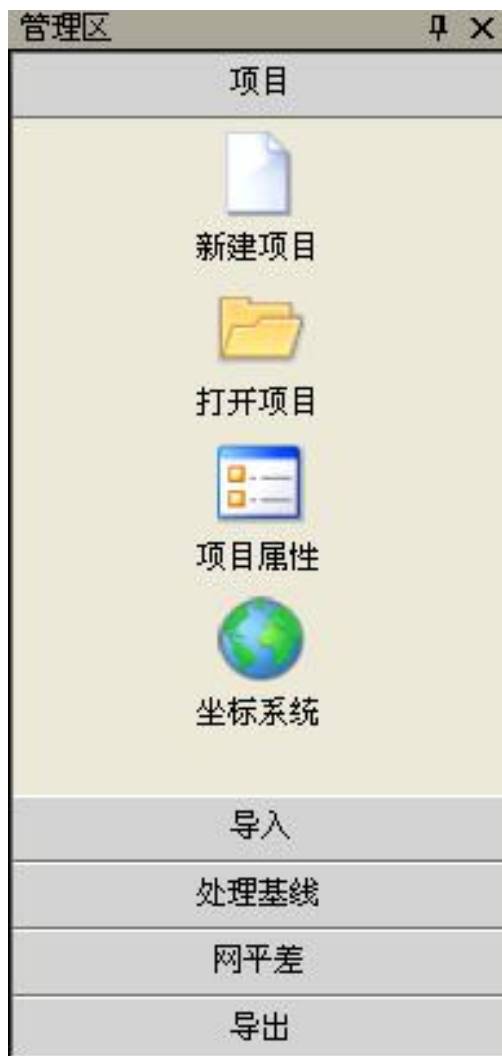 管理区
项目
新建项目
打开项目
项目属性
坐标系统
导入
处理基线
网平差
导出